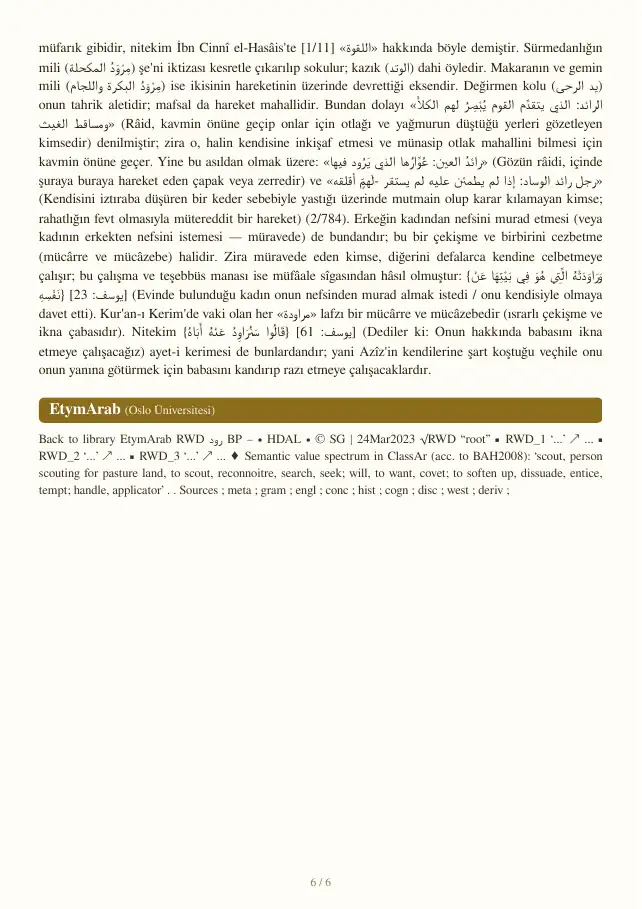 müfarık gibidir, nitekim İbn Cinnî el-Hasâis'te [1/11] «اللقوة» hakkında böyle demiştir. Sürmedanlığın
mili (مِرْوَدُ المكحلة) şe'ni iktizası kesretle çıkarılıp sokulur; kazık (الوتد) dahi öyledir. Makaranın ve gemin
mili (مِرْوَدُ البكرة واللجام) ise ikisinin hareketinin üzerinde devrettiği eksendir. Değirmen kolu (يد الرحى)
onun tahrik aletidir; mafsal da hareket mahallidir. Bundan dolayı «الرائد: الذي يتقدّم القوم يُبْصِرُ لهم الكلأ
ومساقط الغيث» (Râid, kavmin önüne geçip onlar için otlağı ve yağmurun düştüğü yerleri gözetleyen
kimsedir) denilmiştir; zira o, halin kendisine inkişaf etmesi ve münasip otlak mahallini bilmesi için
kavmin önüne geçer. Yine bu asıldan olmak üzere: «رائدُ العين: عُوّارُها الذي يَرُود فيها» (Gözün râidi, içinde
şuraya buraya hareket eden çapak veya zerredir) ve «رجل رائد الوساد: إذا لم يطمئن عليه لم يستقر -لَهِمٍّ أقلقه»
(Kendisini ıztıraba düşüren bir keder sebebiyle yastığı üzerinde mutmain olup karar kılamayan kimse;
rahatlığın fevt olmasıyla mütereddit bir hareket) (2/784). Erkeğin kadından nefsini murad etmesi (veya
kadının erkekten nefsini istemesi — müravede) de bundandır; bu bir çekişme ve birbirini cezbetme
(mücârre ve mücâzebe) halidir. Zira müravede eden kimse, diğerini defalarca kendine celbetmeye
çalışır; bu çalışma ve teşebbüs manası ise müfâale sîgasından hâsıl olmuştur: {وَرَاوَدَتْهُ الَّتِي هُوَ فِي بَيْتِهَا عَنْ
نَفْسِهِ} [يوسف: 23] (Evinde bulunduğu kadın onun nefsinden murad almak istedi / onu kendisiyle olmaya
davet etti). Kur'an-ı Kerim'de vaki olan her «مراودة» lafzı bir mücârre ve mücâzebedir (ısrarlı çekişme ve
ikna çabasıdır). Nitekim {قَالُوا سَنُرَاوِدُ عَنْهُ أَبَاهُ} [يوسف: 61] (Dediler ki: Onun hakkında babasını ikna
etmeye çalışacağız) ayet-i kerimesi de bunlardandır; yani Azîz'in kendilerine şart koştuğu veçhile onu
onun yanına götürmek için babasını kandırıp razı etmeye çalışacaklardır.
EtymArab (Oslo Üniversitesi)
Back to library EtymArab RWD رود BP – • HDAL • © SG | 24Mar2023 √RWD “root” ▪ RWD_1 ‘...’ ↗ ... ▪
RWD_2 ‘...’ ↗ ... ▪ RWD_3 ‘...’ ↗ ... ♦ Semantic value spectrum in ClassAr (acc. to BAH2008): ‘scout, person
scouting for pasture land, to scout, reconnoitre, search, seek; will, to want, covet; to soften up, dissuade, entice,
tempt; handle, applicator’ . . Sources ; meta ; gram ; engl ; conc ; hist ; cogn ; disc ; west ; deriv ;
6 / 6